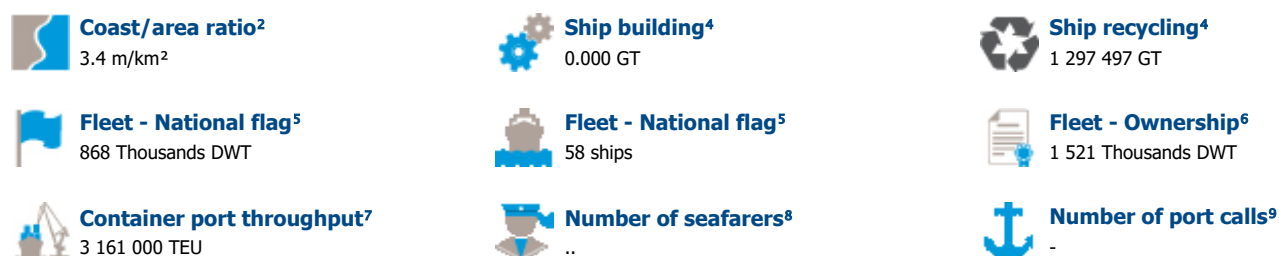 Coast/area ratio²
3.4 m/km²
Ship building⁴
0.000 GT
Ship recycling⁴
1 297 497 GT
Fleet - National flag⁵
868 Thousands DWT
Fleet - National flag⁵
58 ships
Fleet - Ownership⁶
1 521 Thousands DWT
Container port throughput⁷
3 161 000 TEU
Number of seafarers⁸
..
Number of port calls⁹
-